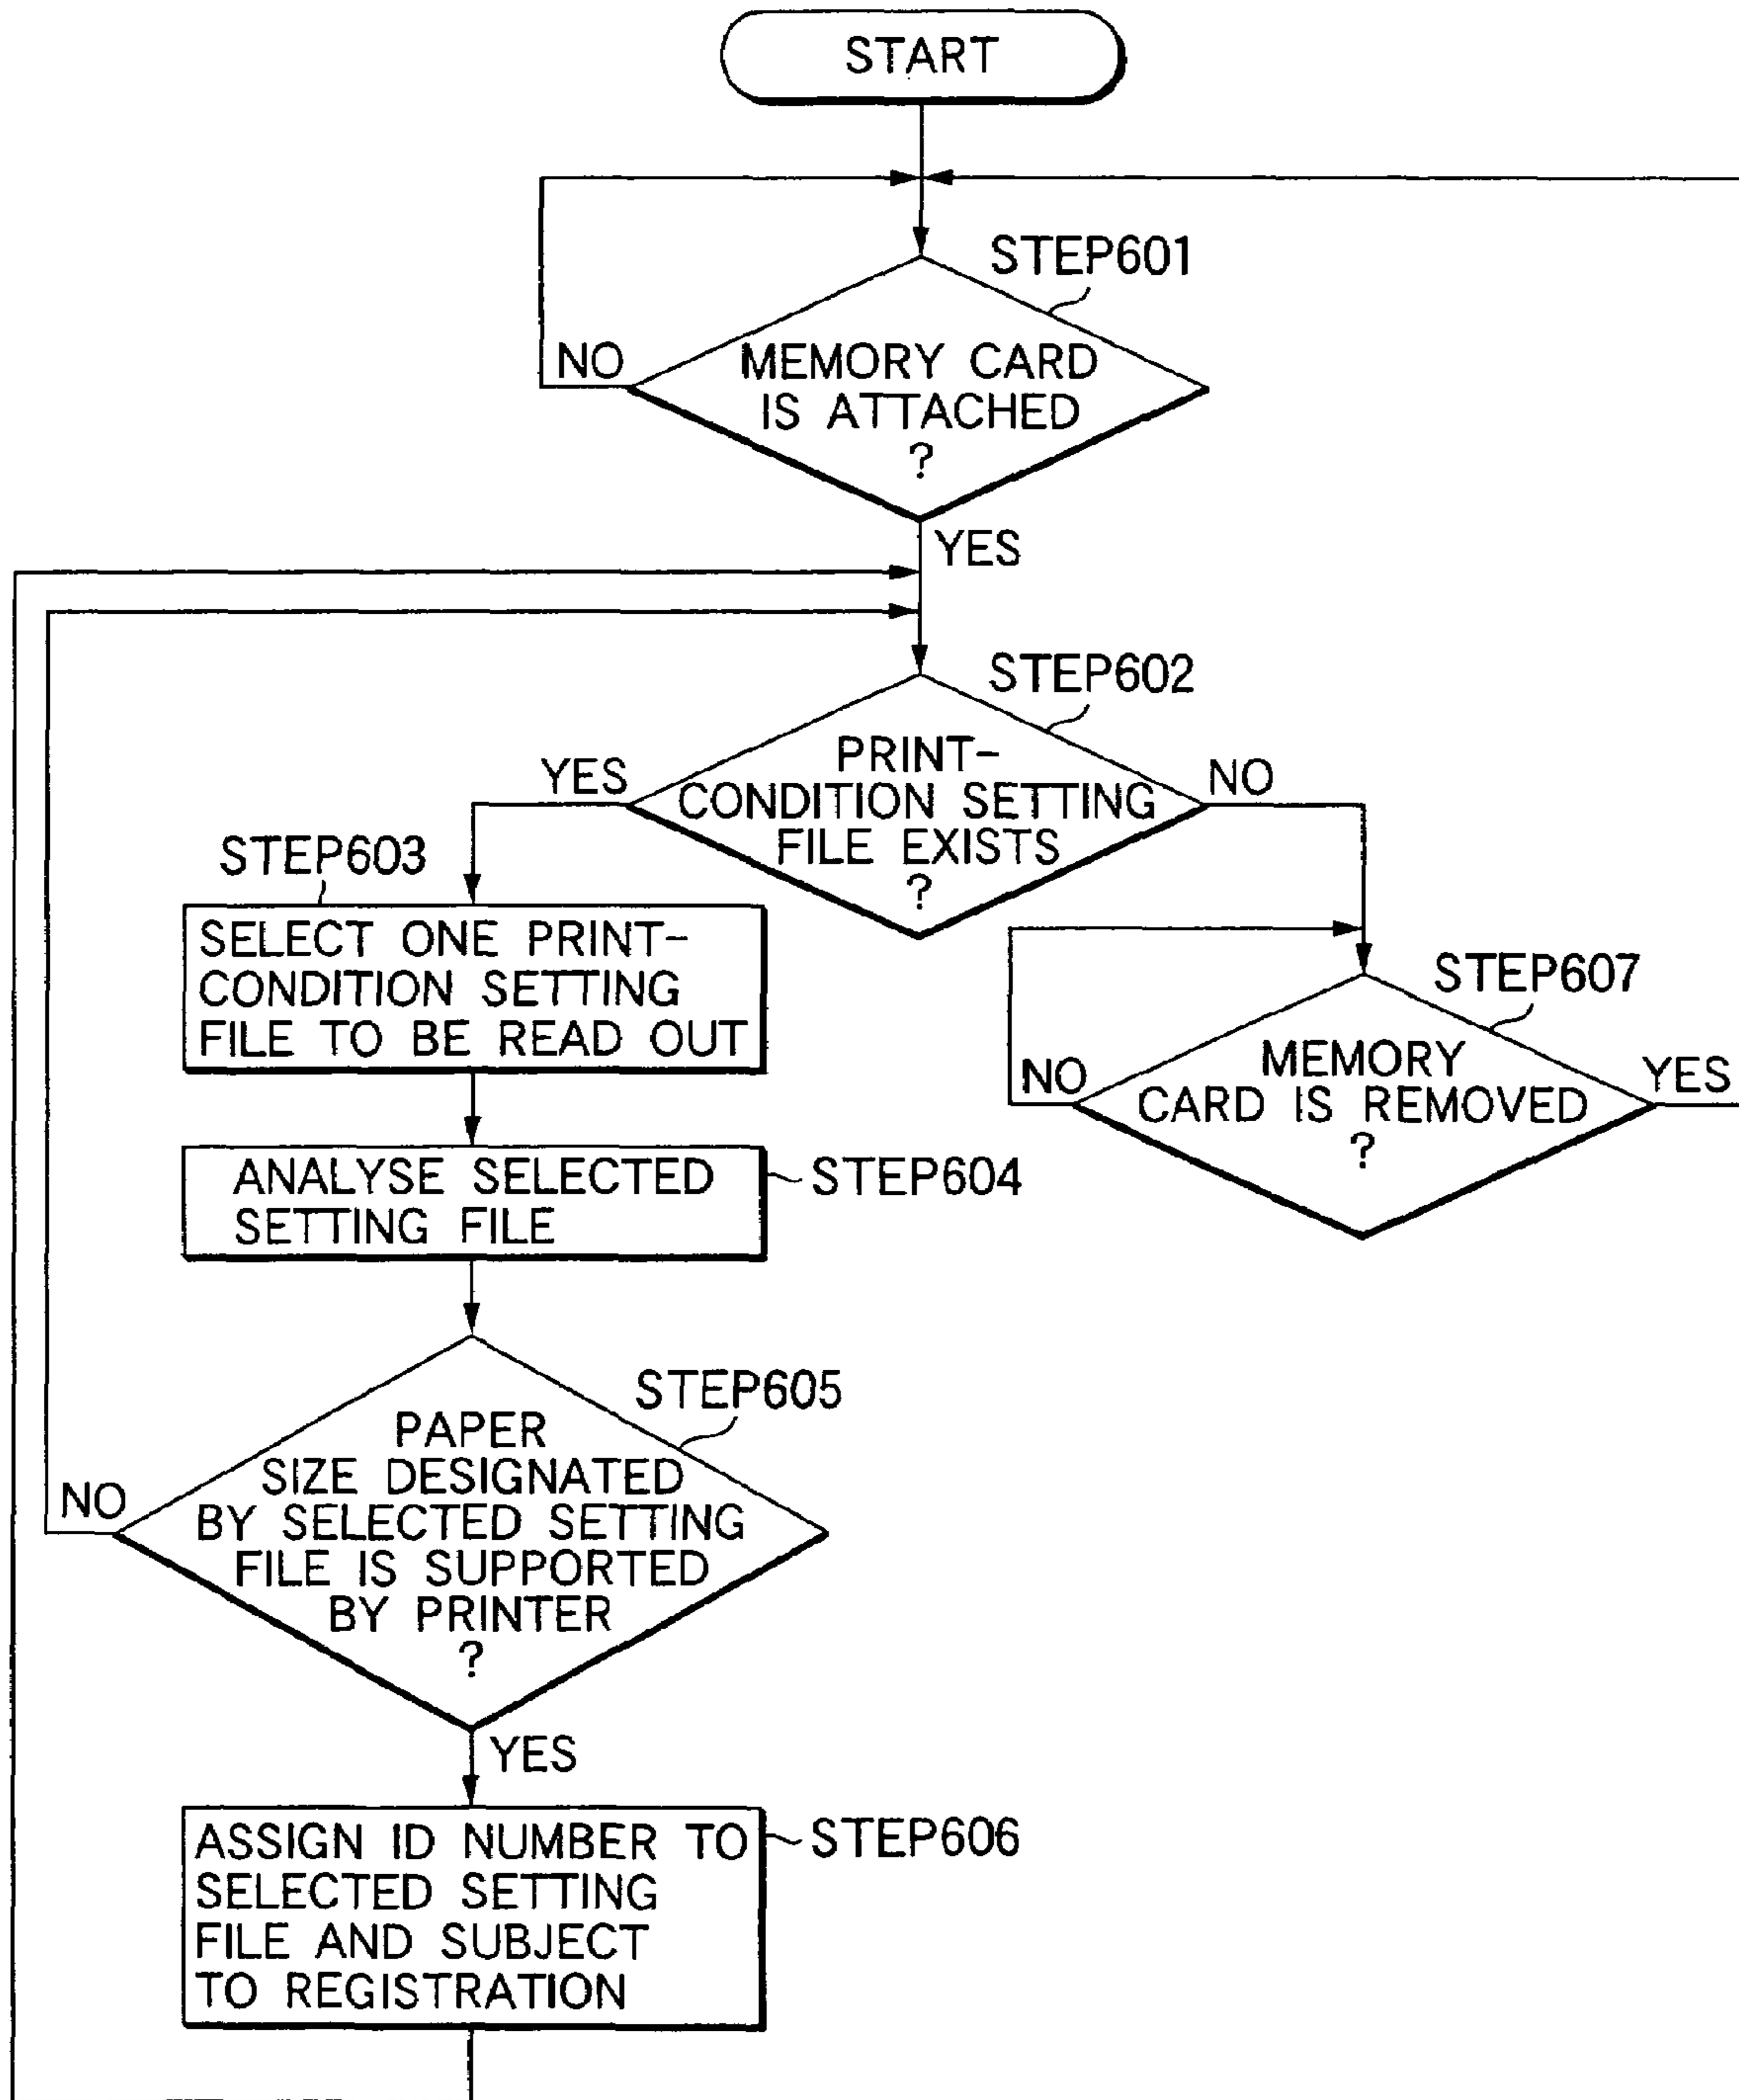 START
STEP601
NO
MEMORY CARD
IS ATTACHED
?
YES
STEP602
YES
PRINT-
CONDITION SETTING
FILE EXISTS
?
NO
STEP603
SELECT ONE PRINT-
CONDITION SETTING
FILE TO BE READ OUT
STEP607
NO
MEMORY
CARD IS REMOVED
?
YES
ANALYSE SELECTED
SETTING FILE
STEP604
STEP605
NO
PAPER
SIZE DESIGNATED
BY SELECTED SETTING
FILE IS SUPPORTED
BY PRINTER
?
YES
ASSIGN ID NUMBER TO
SELECTED SETTING
FILE AND SUBJECT
TO REGISTRATION
STEP606